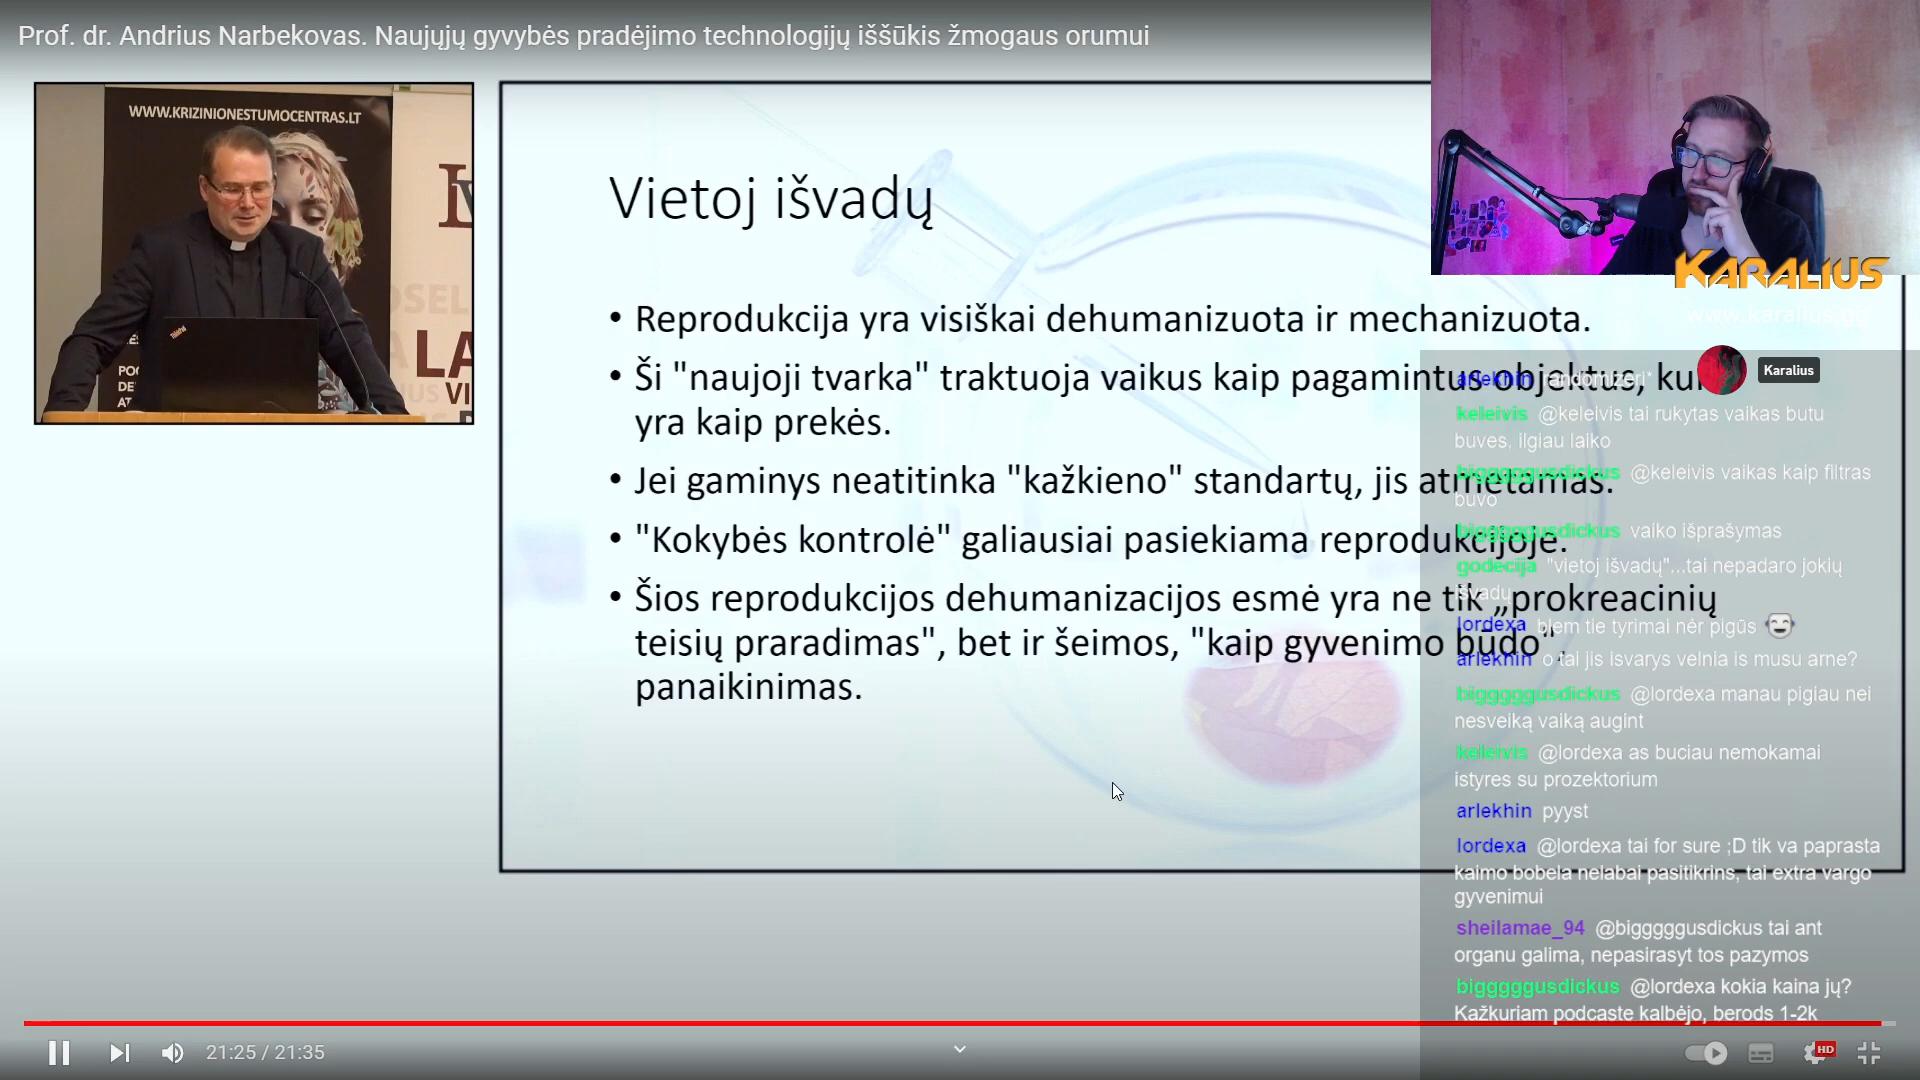 Prof. dr. Andrius Narbekovas. Naujųjų gyvybės pradėjimo technologijų iššūkis žmogaus orumui
WWW.KRIZINIONESTUMOCENTRAS.LT
Vietoj išvadų
• Reprodukcija yra visiškai dehumanizuota ir mechanizuota.
• Ši "naujoji tvarka" traktuoja vaikus kaip pagamintus objektus, kurie
yra kaip prekės.
• Jei gaminys neatitinka "kažkieno" standartų, jis atmetamas.
• "Kokybės kontrolė" galiausiai pasiekiama reprodukcijoje.
• Šios reprodukcijos dehumanizacijos esmė yra ne tik „prokreacinių
teisių praradimas", bet ir šeimos, "kaip gyvenimo būdo",
panaikinimas.
KARALIUS
www.karalius.gg
Karalius
arlekhin randomizeri*
keleivis @keleivis tai rukytas vaikas butu
buves, ilgiau laiko
bigggggusdickus @keleivis vaikas kaip filtras
buvo
bigggggusdickus vaiko išprašymas
godecija "vietoj išvadų"...tai nepadaro jokių
išvadų
lordexa blem tie tyrimai nėr pigūs
arlekhin o tai jis isvarys velnia is musu arne?
bigggggusdickus @lordexa manau pigiau nei
nesveiką vaiką augint
keleivis @lordexa as buciau nemokamai
istyres su prozektorium
arlekhin pyyst
lordexa @lordexa tai for sure ;D tik va paprasta
kaimo bobela nelabai pasitikrins, tai extra vargo
gyvenimui
sheilamae_94 @bigggggusdickus tai ant
organu galima, nepasirasyt tos pazymos
bigggggusdickus @lordexa kokia kaina jų?
Kažkuriam podcaste kalbėjo, berods 1-2k
21:25 / 21:35
HD